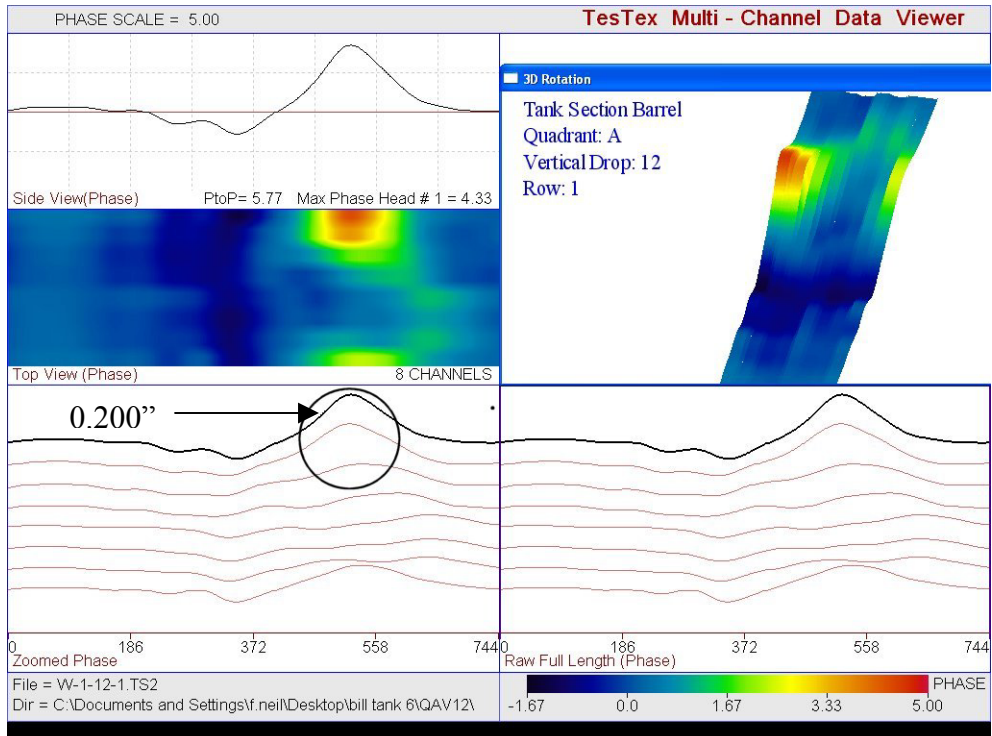 PHASE SCALE = 5.00
TesTex Multi - Channel Data Viewer
3D Rotation
Tank Section Barrel
Quadrant: A
Vertical Drop: 12
Row: 1
Side View(Phase) PtoP= 5.77 Max Phase Head # 1 = 4.33
Top View (Phase) 8 CHANNELS
0.200”
0 186 372 558 744
Zoomed Phase
0 186 372 558 744
Raw Full Length (Phase)
File = W-1-12-1.TS2
Dir = C:\Documents and Settings\f.neil\Desktop\bill tank 6\QAV12\
PHASE
-1.67 0.0 1.67 3.33 5.00